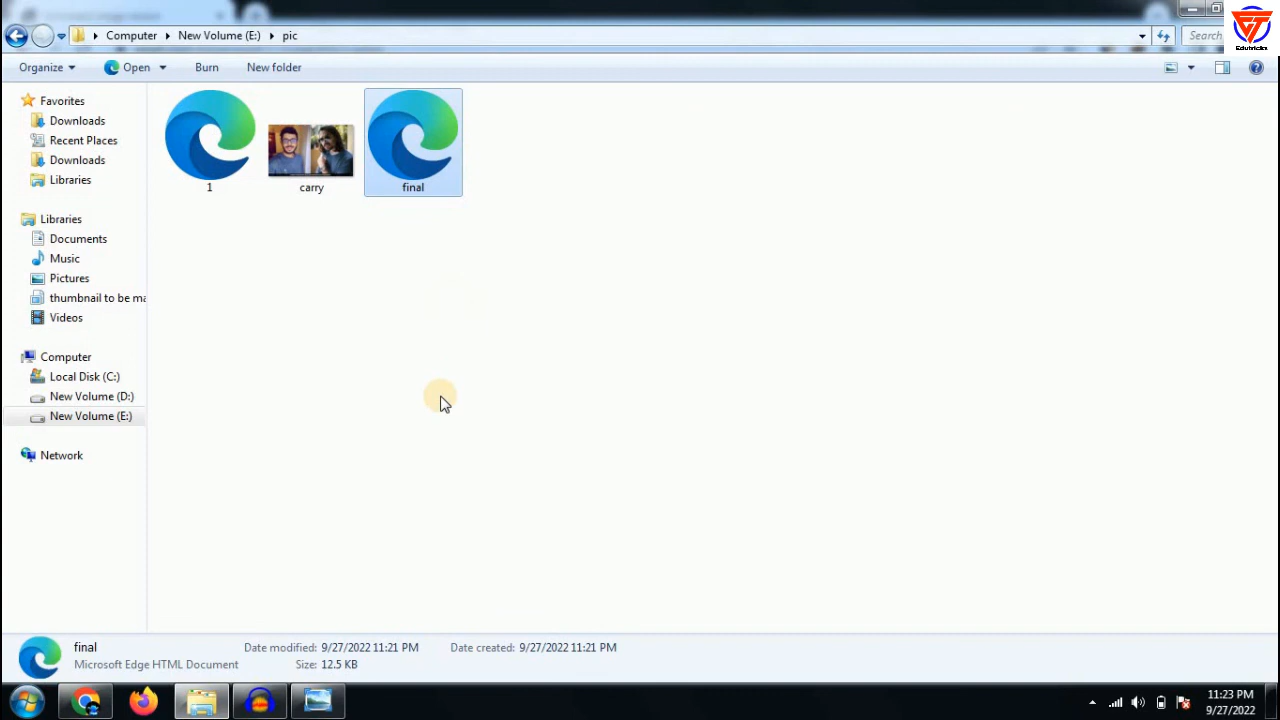 Computer New Volume (E:) pic
Search
Edutricks
Organize Open Burn New folder
Favorites
Downloads
Recent Places
Downloads
Libraries
Libraries
Documents
Music
Pictures
thumbnail to be ma
Videos
Computer
Local Disk (C:)
New Volume (D:)
New Volume (E:)
Network
1 carry final
final Date modified: 9/27/2022 11:21 PM Date created: 9/27/2022 11:21 PM
Microsoft Edge HTML Document Size: 12.5 KB
11:23 PM
9/27/2022